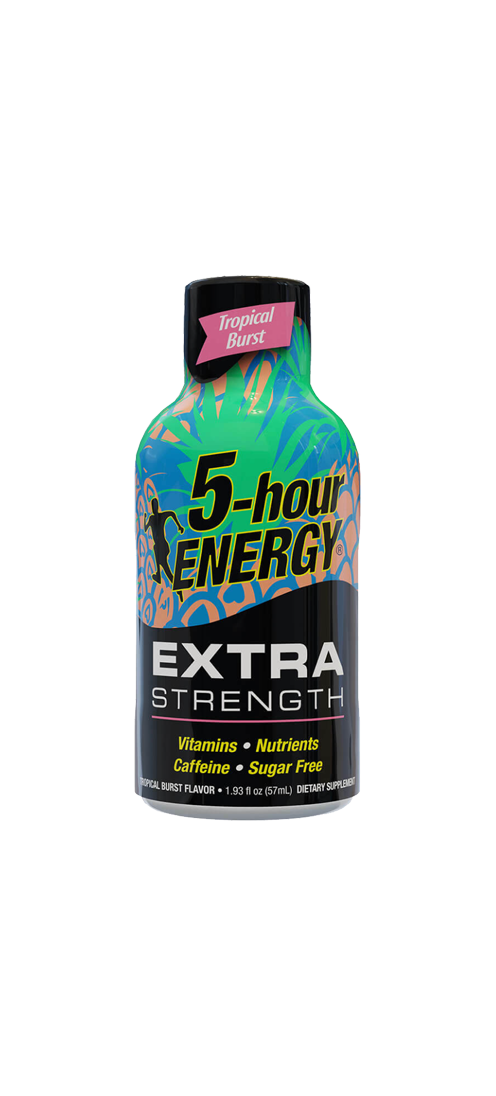 Tropical
Burst
5-hour
ENERGY®
EXTRA
STRENGTH
Vitamins • Nutrients
Caffeine • Sugar Free
TROPICAL BURST FLAVOR • 1.93 fl oz (57mL) DIETARY SUPPLEMENT